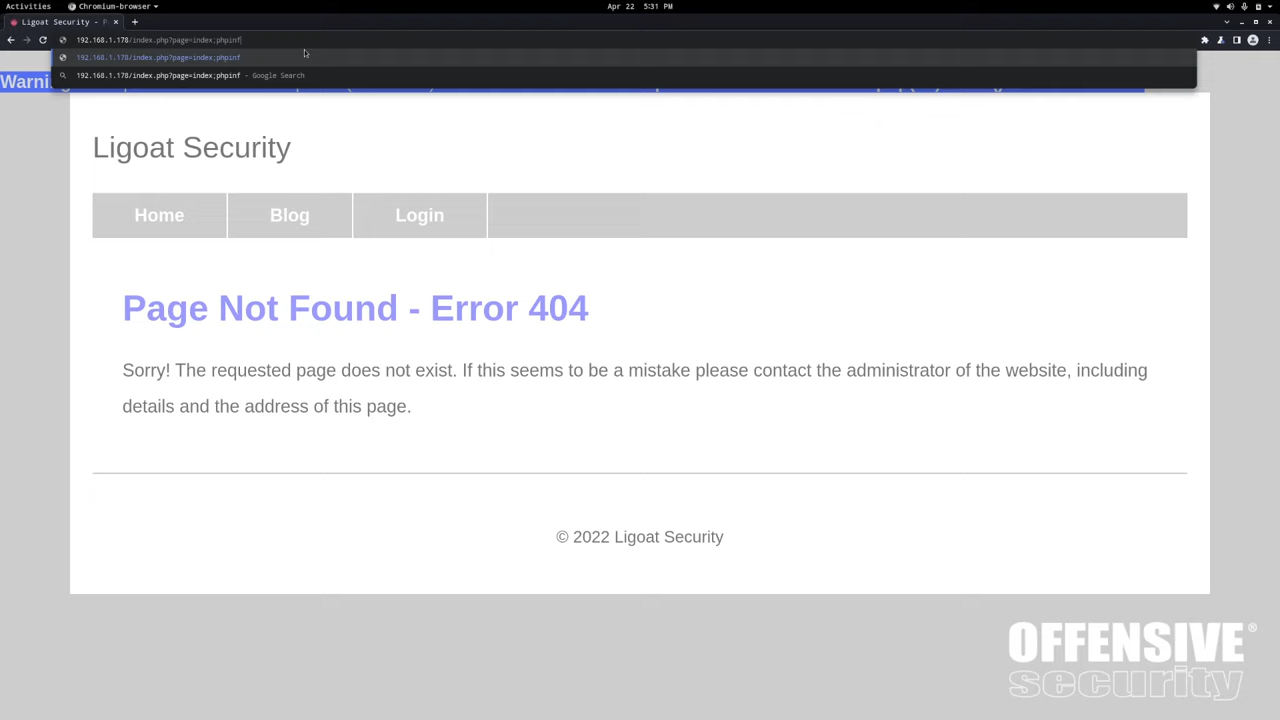 Activities
Chromium-browser
Apr 22 5:31 PM
Ligoat Security - P
192.168.1.178/index.php?page=index;phpinf
192.168.1.178/index.php?page=index;phpinf
192.168.1.178/index.php?page=index;phpinf - Google Search
Ligoat Security
Home
Blog
Login
Page Not Found - Error 404
Sorry! The requested page does not exist. If this seems to be a mistake please contact the administrator of the website, including
details and the address of this page.
© 2022 Ligoat Security
OFFENSIVE®
security